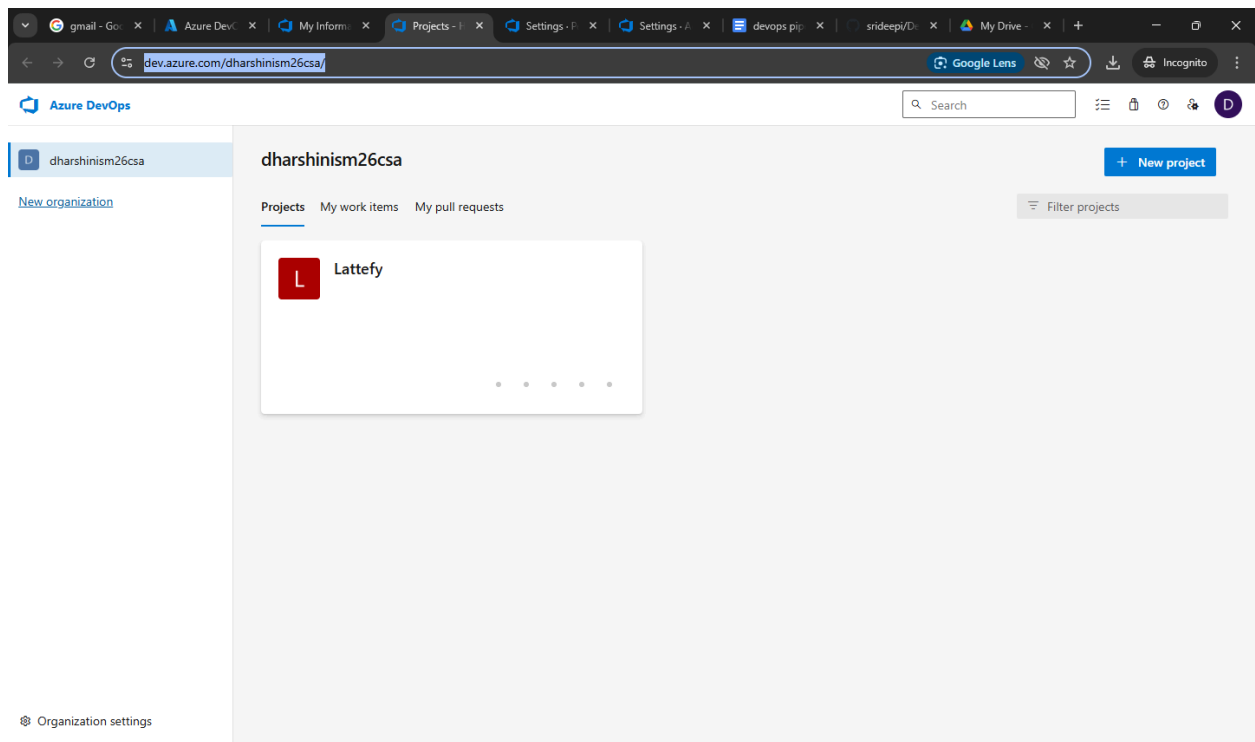 gmail - Goo
Azure Dev
My Informa
Projects - H
Settings · P
Settings · A
devops pip
srideepi/De
My Drive -
dev.azure.com/dharshinism26csa/
Google Lens
Incognito
Azure DevOps
Search
D
D
dharshinism26csa
dharshinism26csa
+ New project
New organization
Projects My work items My pull requests
Filter projects
L
Lattefy
Organization settings